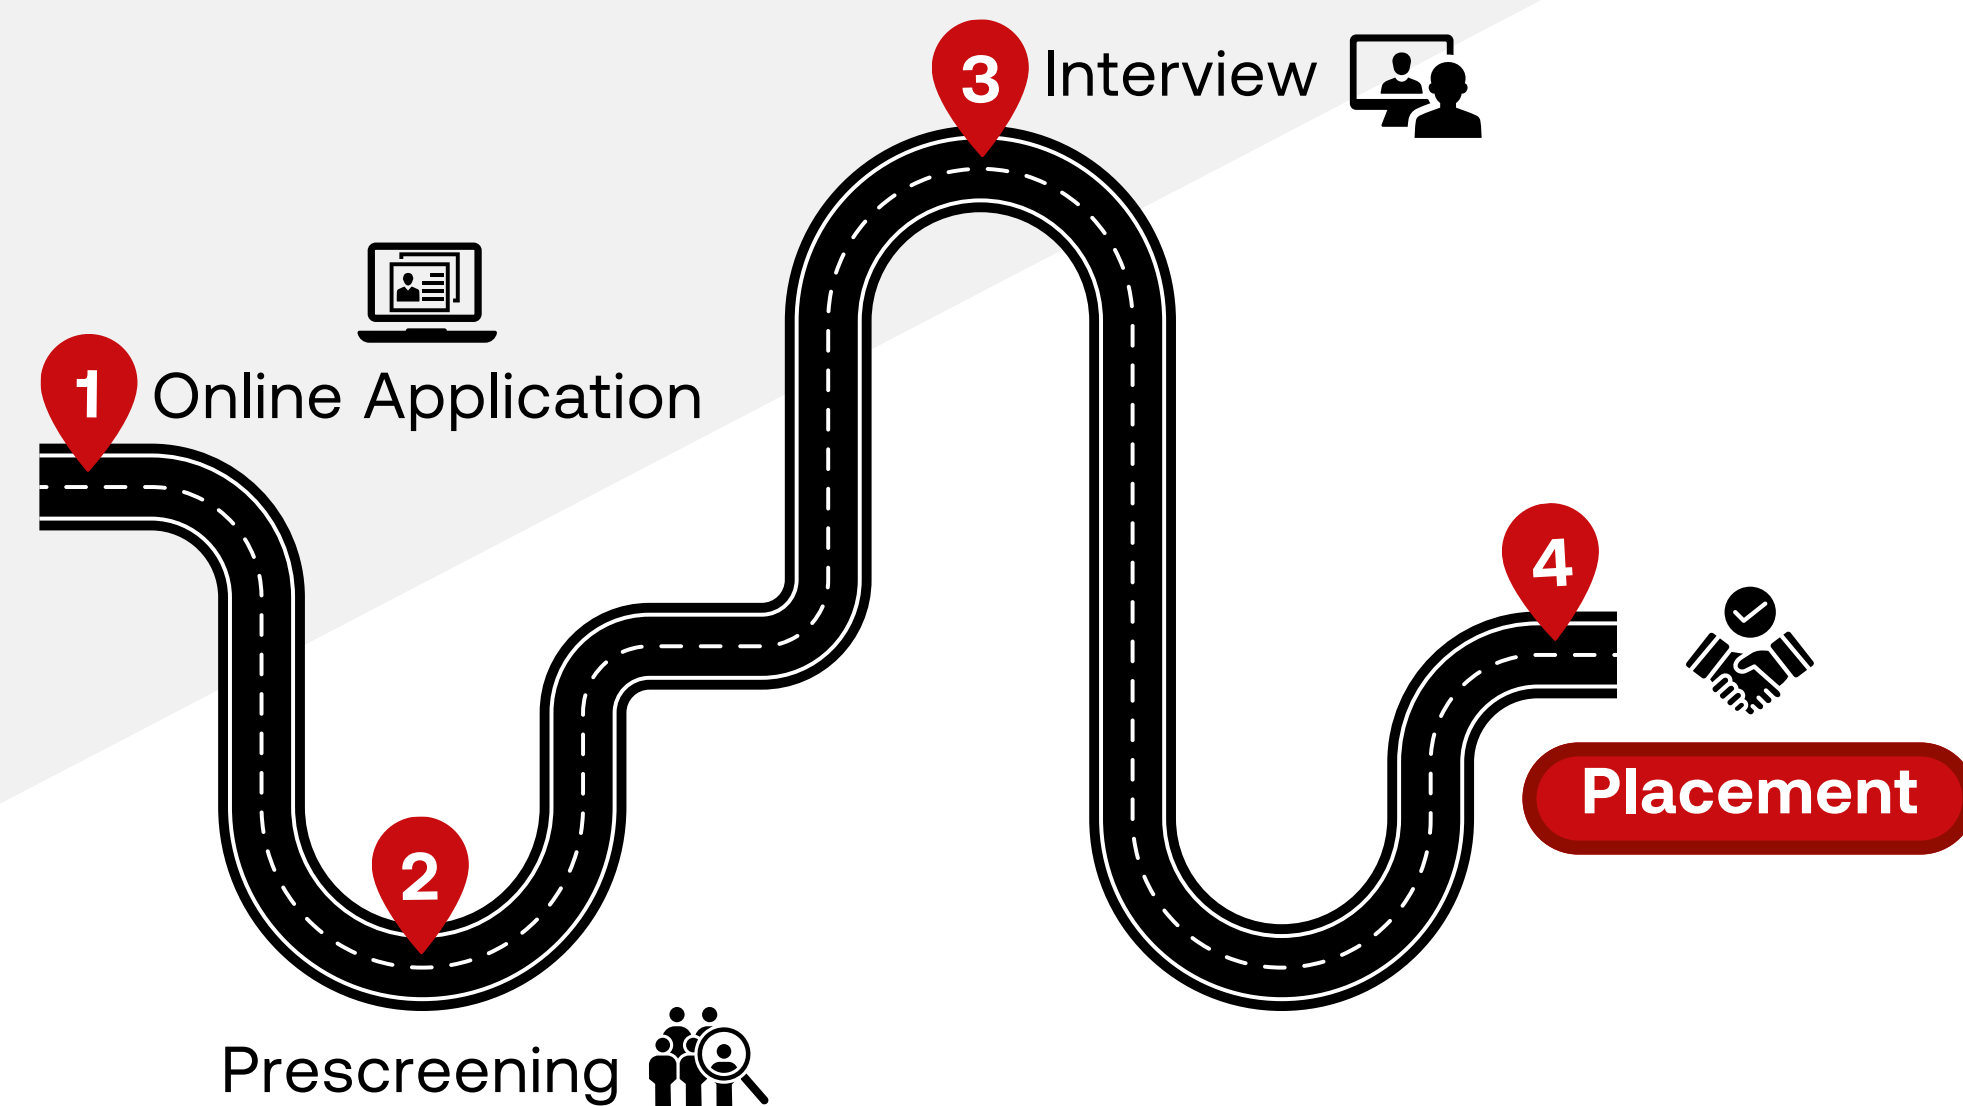 1 Online Application
2
Prescreening
3 Interview
4
Placement